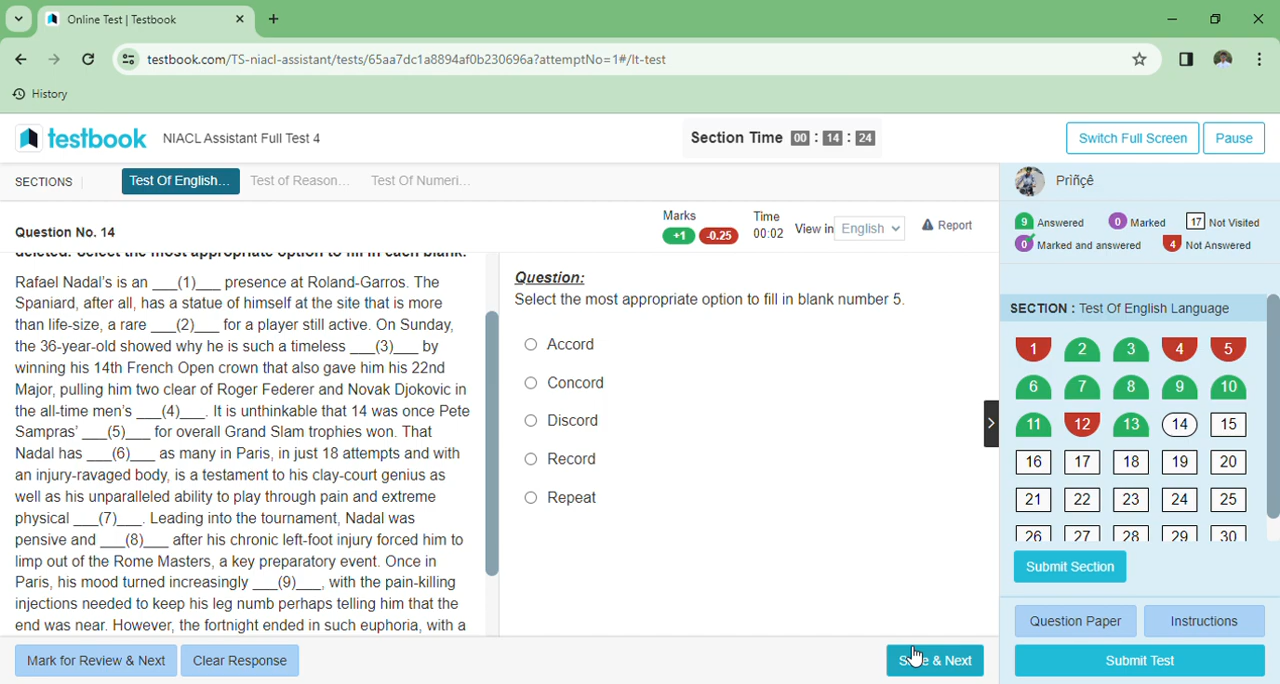 Online Test | Testbook
testbook.com/TS-niacl-assistant/tests/65aa7dc1a8894af0b230696a?attemptNo=1#/lt-test
History
testbook NIACL Assistant Full Test 4
Section Time 00 : 14 : 24
Switch Full Screen
Pause
SECTIONS
Test Of English...
Test of Reason...
Test Of Numeri...
Prìñçê
Question No. 14
Marks
+1 -0.25
Time
00:02
View in English
Report
9 Answered
0 Marked
17 Not Visited
0 Marked and answered
4 Not Answered
deleted. Select the most appropriate option to fill in each blank.
Rafael Nadal's is an ___(1)___ presence at Roland-Garros. The
Spaniard, after all, has a statue of himself at the site that is more
than life-size, a rare ___(2)___ for a player still active. On Sunday,
the 36-year-old showed why he is such a timeless ___(3)___ by
winning his 14th French Open crown that also gave him his 22nd
Major, pulling him two clear of Roger Federer and Novak Djokovic in
the all-time men's ___(4)___. It is unthinkable that 14 was once Pete
Sampras' ___(5)___ for overall Grand Slam trophies won. That
Nadal has ___(6)___ as many in Paris, in just 18 attempts and with
an injury-ravaged body, is a testament to his clay-court genius as
well as his unparalleled ability to play through pain and extreme
physical ___(7)___. Leading into the tournament, Nadal was
pensive and ___(8)___ after his chronic left-foot injury forced him to
limp out of the Rome Masters, a key preparatory event. Once in
Paris, his mood turned increasingly ___(9)___, with the pain-killing
injections needed to keep his leg numb perhaps telling him that the
end was near. However, the fortnight ended in such euphoria, with a
Question:
Select the most appropriate option to fill in blank number 5.
Accord
Concord
Discord
Record
Repeat
SECTION : Test Of English Language
1 2 3 4 5
6 7 8 9 10
11 12 13 14 15
16 17 18 19 20
21 22 23 24 25
26 27 28 29 30
Submit Section
Question Paper
Instructions
Mark for Review & Next
Clear Response
& Next
Submit Test